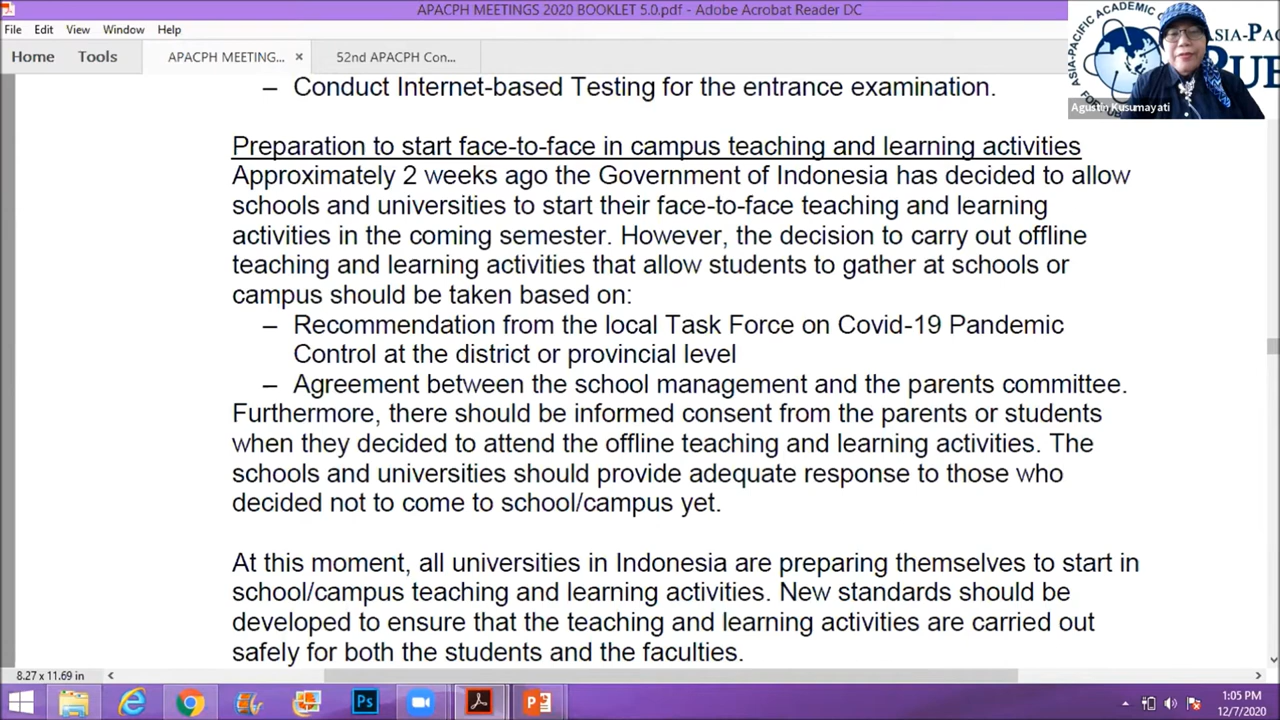 APACPH MEETINGS 2020 BOOKLET 5.0.pdf - Adobe Acrobat Reader DC
File Edit View Window Help
Home Tools APACPH MEETING... × 52nd APACPH Con...
ASIA-PACIFIC ACADEMIC
Agustin Kusumayati
– Conduct Internet-based Testing for the entrance examination.
Preparation to start face-to-face in campus teaching and learning activities
Approximately 2 weeks ago the Government of Indonesia has decided to allow
schools and universities to start their face-to-face teaching and learning
activities in the coming semester. However, the decision to carry out offline
teaching and learning activities that allow students to gather at schools or
campus should be taken based on:
– Recommendation from the local Task Force on Covid-19 Pandemic
Control at the district or provincial level
– Agreement between the school management and the parents committee.
Furthermore, there should be informed consent from the parents or students
when they decided to attend the offline teaching and learning activities. The
schools and universities should provide adequate response to those who
decided not to come to school/campus yet.
At this moment, all universities in Indonesia are preparing themselves to start in
school/campus teaching and learning activities. New standards should be
developed to ensure that the teaching and learning activities are carried out
safely for both the students and the faculties.
8.27 x 11.69 in
Ps
1:05 PM
12/7/2020